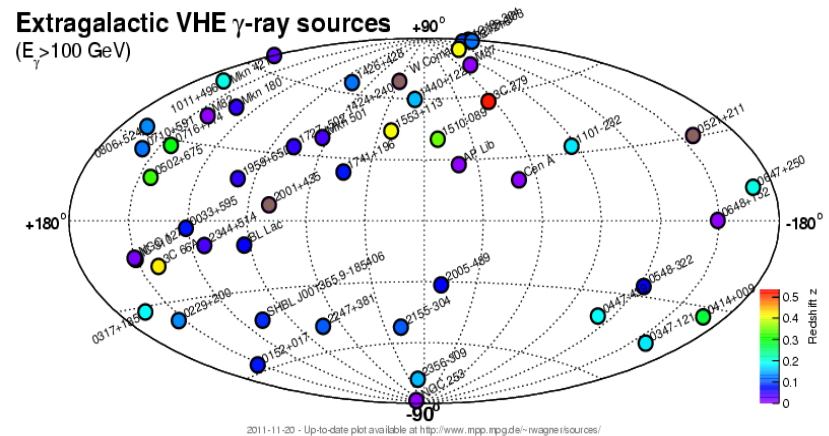 Extragalactic VHE γ-ray sources
(Eγ>100 GeV)
+90°
1011+496
Mkn 421
1426+428
W Comae
M87
Mkn 180
M82
1424+240
1440+122
3C 279
0806+524
0710+591
0716+714
1727+502
Mkn 501
1553+113
1510-089
1101-232
0521+211
0502+675
1959+650
1741+196
AP Lib
Cen A
0647+250
2001+435
0648+152
+180°
-180°
0033+595
3C 66A
2344+514
BL Lac
2005-489
0548-322
0317+185
0229+200
SHBL J001355.9-185406
2247+381
2155-304
0447-439
0414+009
0347-121
0152+017
2356-309
NGC 253
-90°
Redshift z
0.5
0.4
0.3
0.2
0.1
0
2011-11-20 - Up-to-date plot available at http://www.mpp.mpg.de/~rwagner/sources/